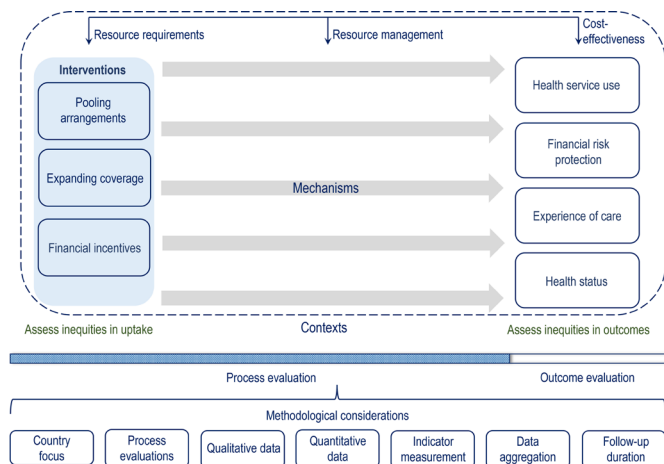 Resource requirements
Resource management
Cost-
effectiveness
Interventions
Pooling
arrangements
Expanding coverage
Financial incentives
Mechanisms
Health service use
Financial risk
protection
Experience of care
Health status
Assess inequities in uptake
Contexts
Assess inequities in outcomes
Process evaluation
Outcome evaluation
Methodological considerations
Country
focus
Process
evaluations
Qualitative data
Quantitative
data
Indicator
measurement
Data
aggregation
Follow-up
duration